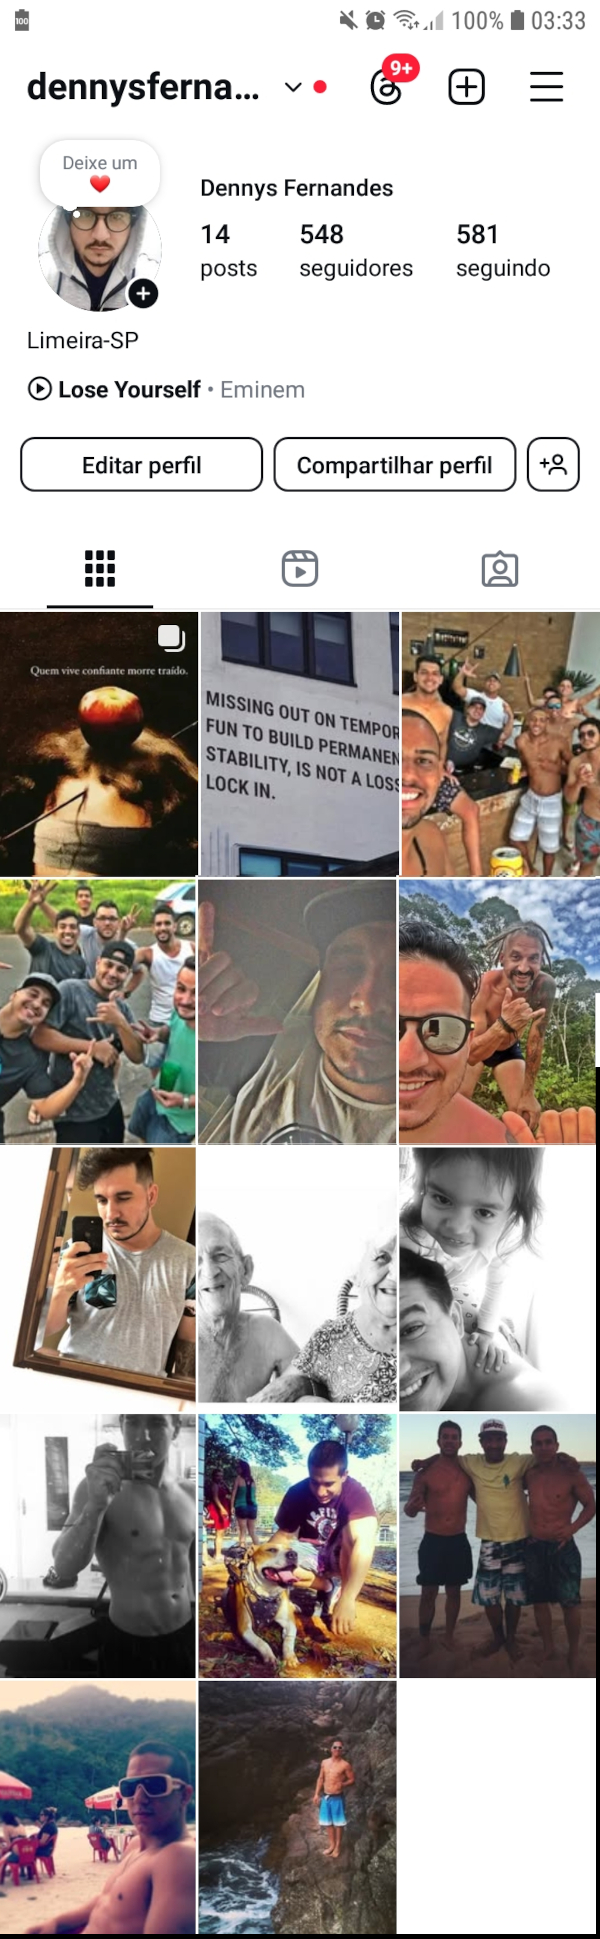 100
100% 03:33
dennysferna...
9+
Deixe um
❤️
Dennys Fernandes
14 548 581
posts seguidores seguindo
Limeira-SP
Lose Yourself • Eminem
Editar perfil
Compartilhar perfil
Quem vive confiante morre traído.
MISSING OUT ON TEMPOR
FUN TO BUILD PERMANEN
STABILITY, IS NOT A LOSS
LOCK IN.